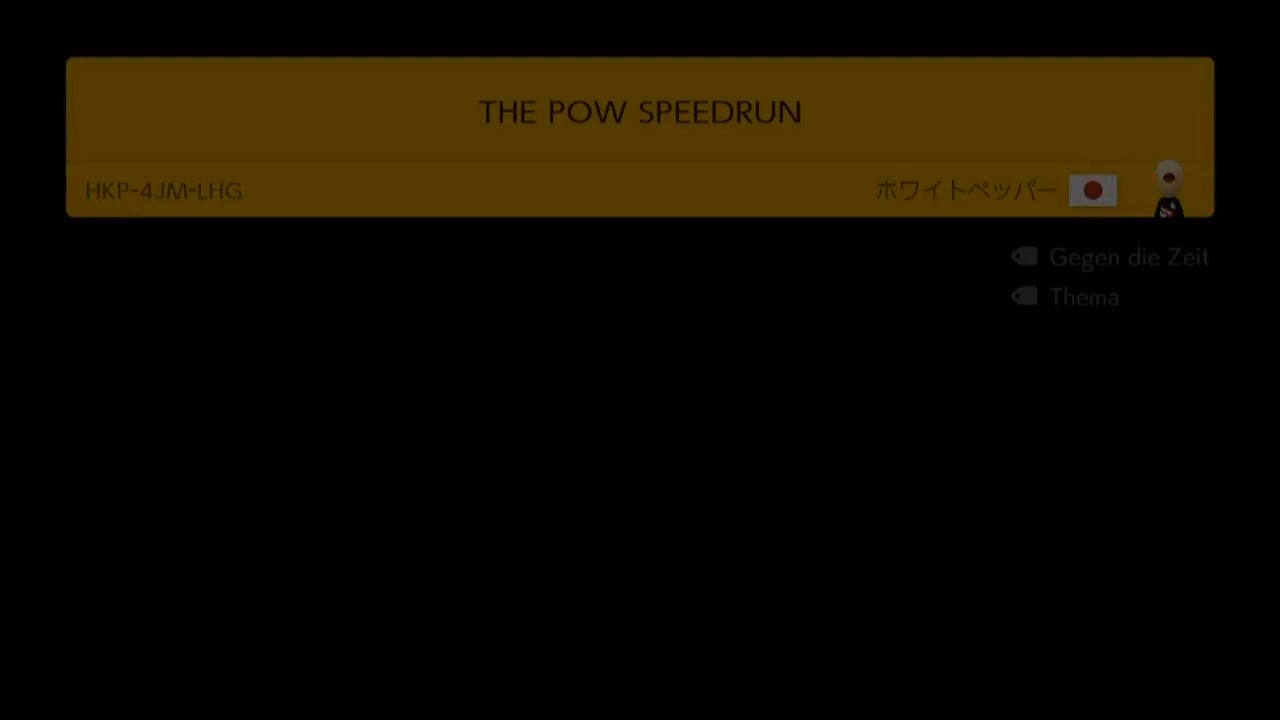 THE POW SPEEDRUN
HKP-4JM-LHG
ホワイトペッパー
Gegen die Zeit
Thema